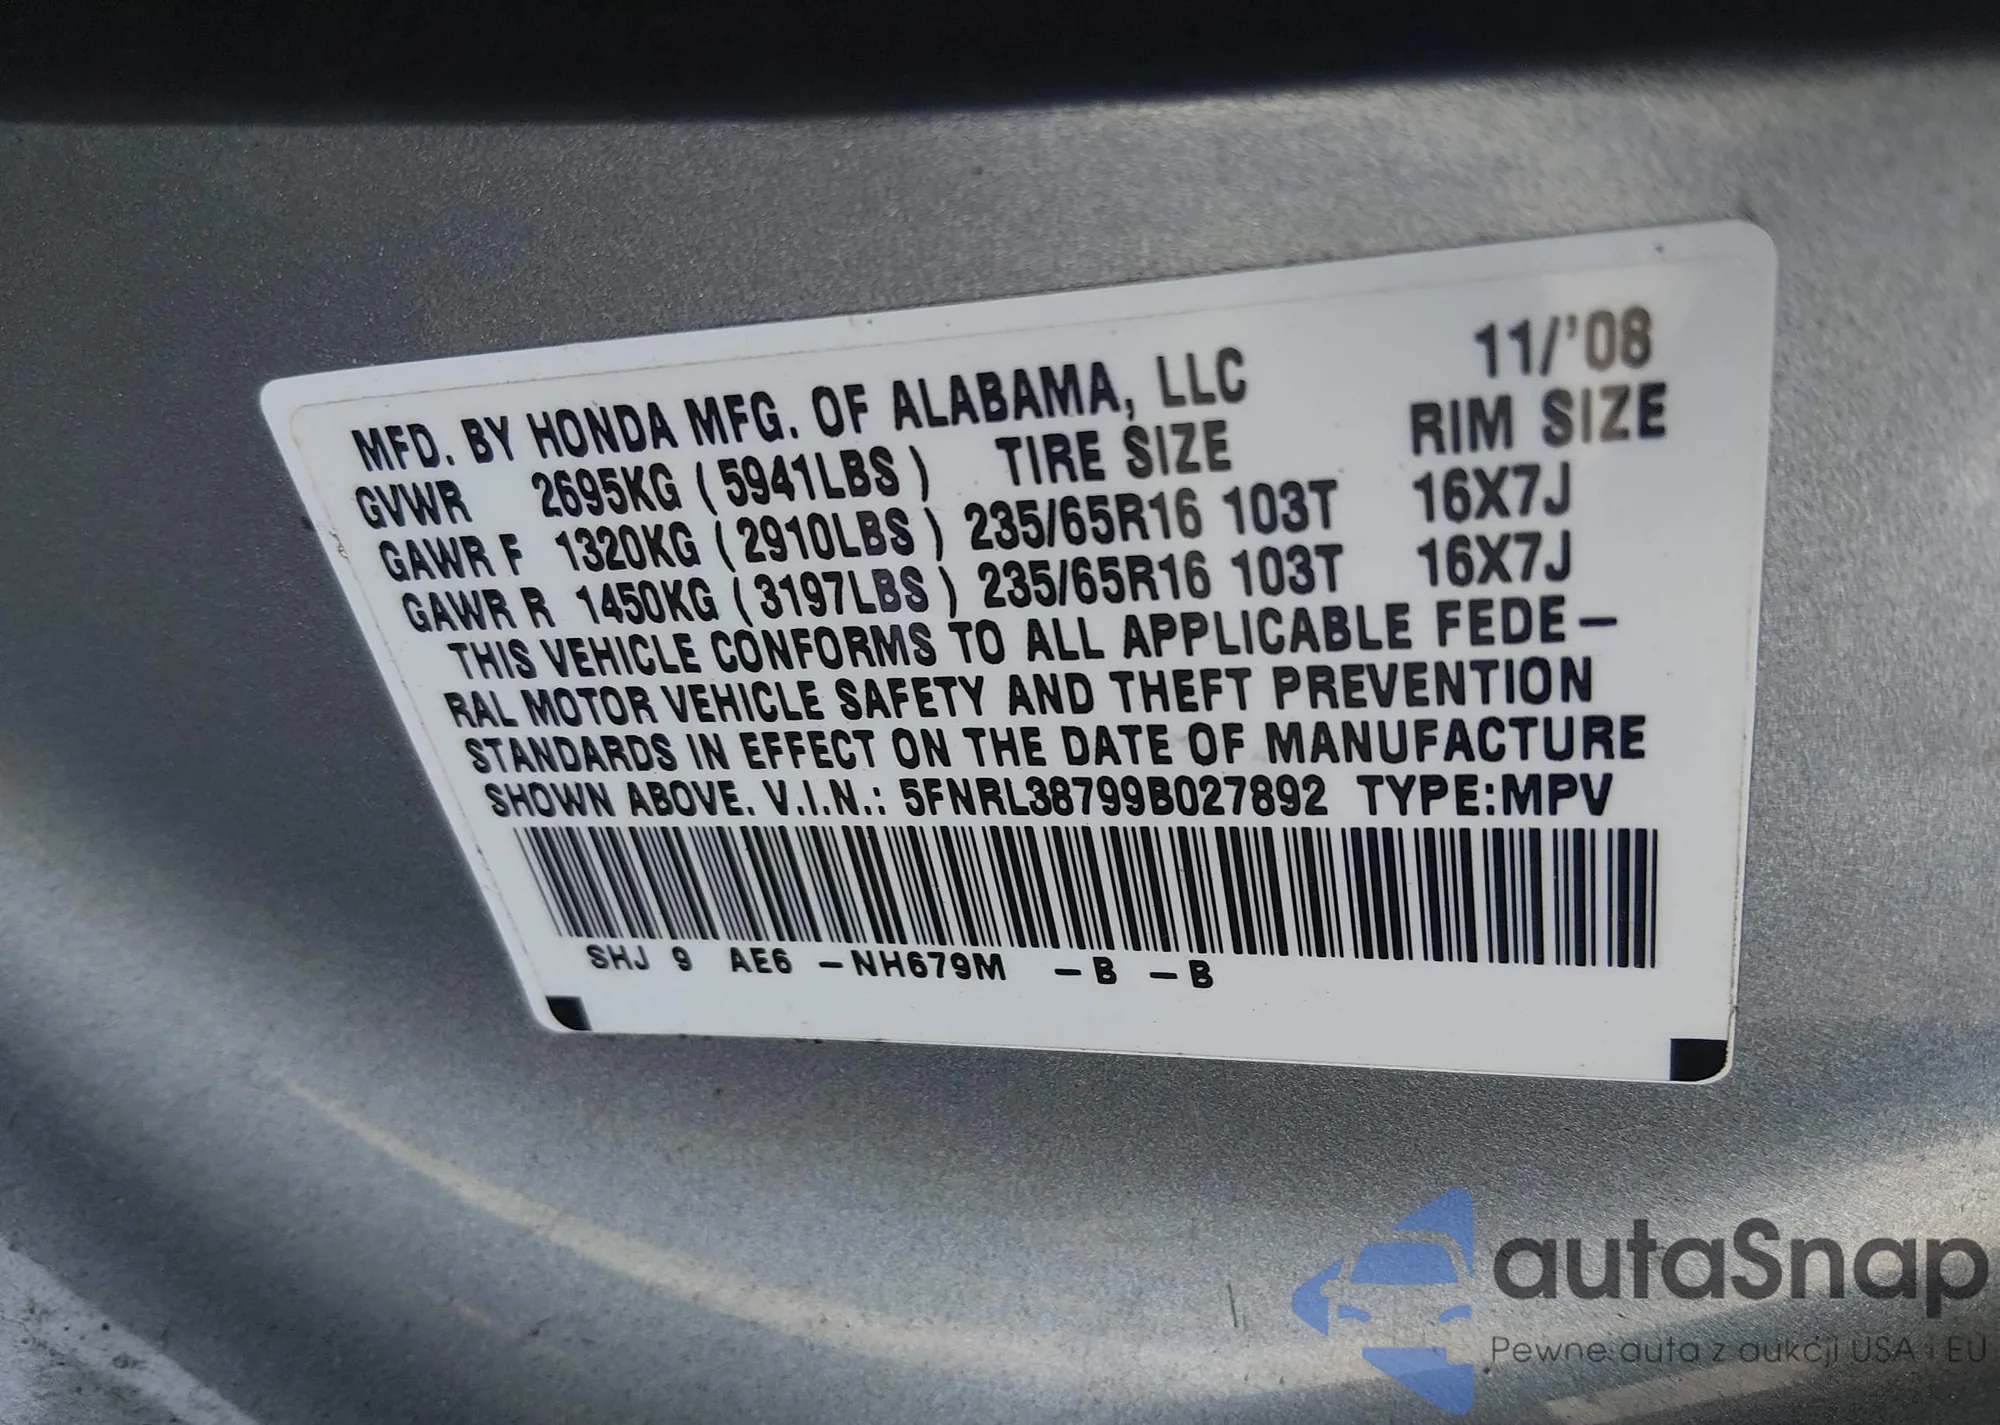 MFD. BY HONDA MFG. OF ALABAMA, LLC 11/'08
GVWR 2695KG ( 5941LBS ) TIRE SIZE RIM SIZE
GAWR F 1320KG ( 2910LBS ) 235/65R16 103T 16X7J
GAWR R 1450KG ( 3197LBS ) 235/65R16 103T 16X7J
THIS VEHICLE CONFORMS TO ALL APPLICABLE FEDE-
RAL MOTOR VEHICLE SAFETY AND THEFT PREVENTION
STANDARDS IN EFFECT ON THE DATE OF MANUFACTURE
SHOWN ABOVE. V.I.N.: 5FNRL38799B027892 TYPE:MPV
SHJ 9 AE6 -NH679M -B -B
autaSnap
Pewne auta z aukcji USA i EU